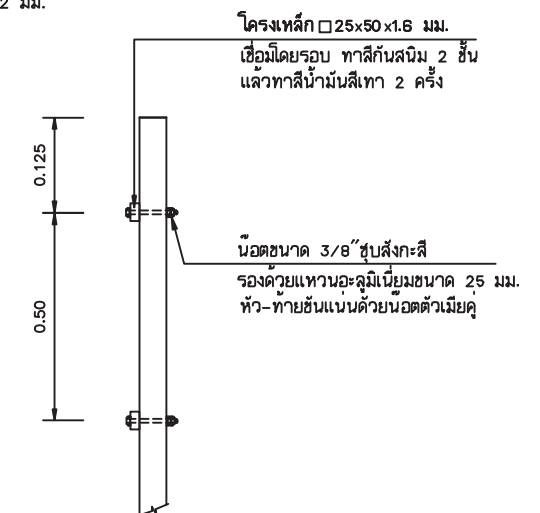 2 มม.
โครงเหล็ก □ 25x50x1.6 มม.
เชื่อมโดยรอบ ทาสีกันสนิม 2 ชั้น
แล้วทาสีน้ำมันสีเทา 2 ครั้ง
0.125
น๊อตขนาด 3/8"ชุบสังกะสี
รองด้วยแหวนอะลูมิเนี่ยมขนาด 25 มม.
หัว-ท้ายขันแน่นด้วยน๊อตตัวเมียคู่
0.50